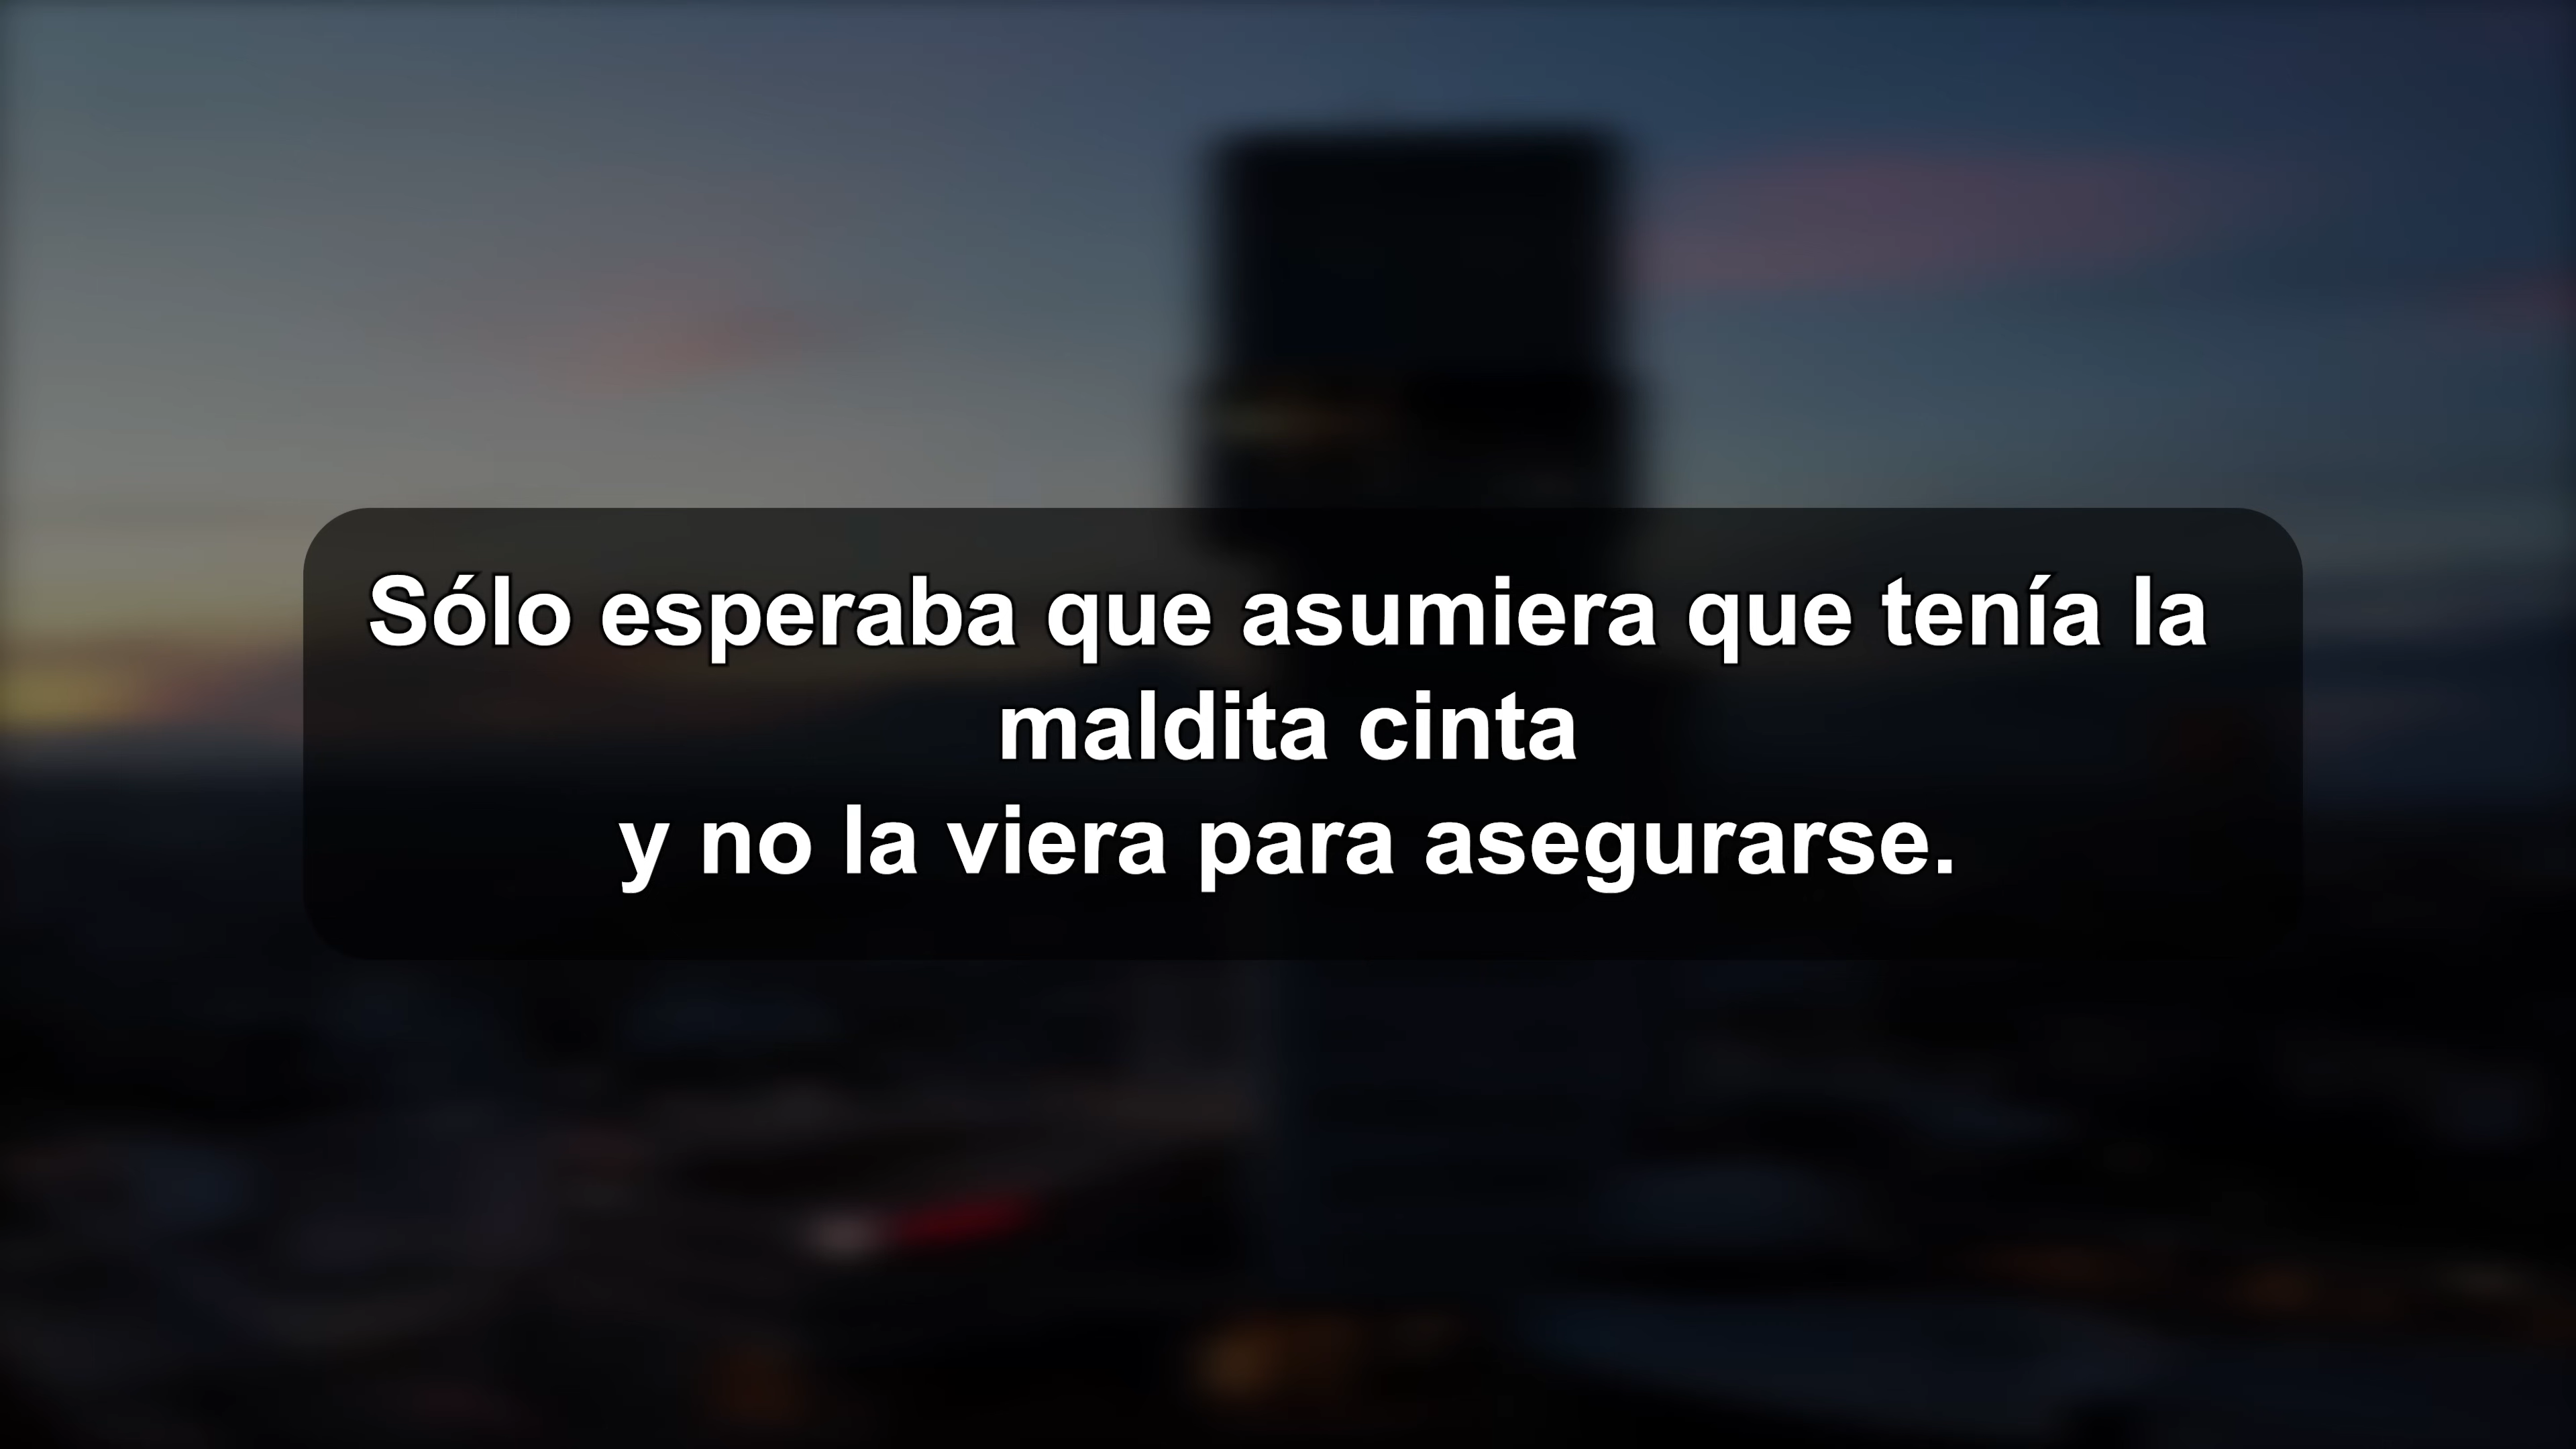 Sólo esperaba que asumiera que tenía la
maldita cinta
y no la viera para asegurarse.